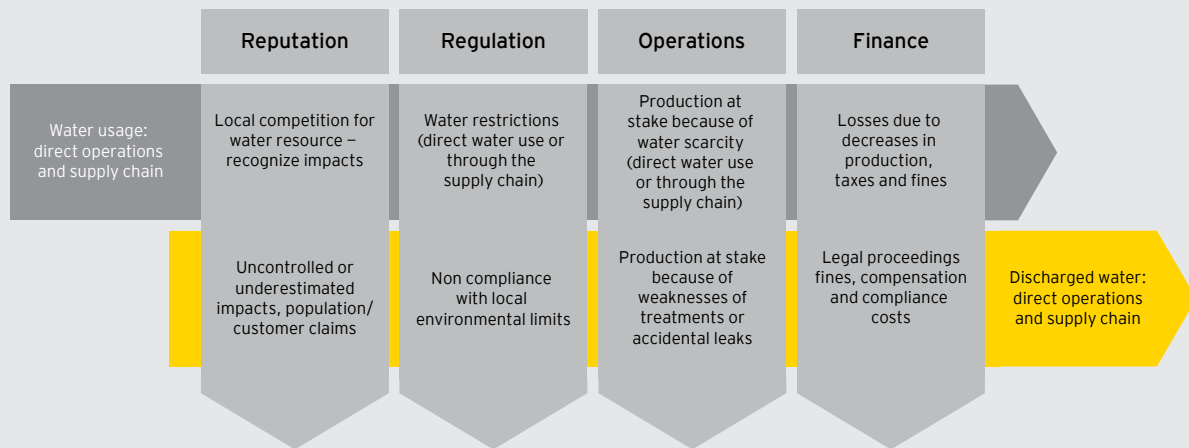 Reputation
Regulation
Operations
Finance
Water usage:
direct operations
and supply chain
Local competition for
water resource –
recognize impacts
Water restrictions
(direct water use or
through the
supply chain)
Production at
stake because of
water scarcity
(direct water use
or through the
supply chain)
Losses due to
decreases in
production,
taxes and fines
Uncontrolled or
underestimated
impacts, population/
customer claims
Non compliance
with local
environmental limits
Production at stake
because of
weaknesses of
treatments or
accidental leaks
Legal proceedings
fines, compensation
and compliance
costs
Discharged water:
direct operations
and supply chain